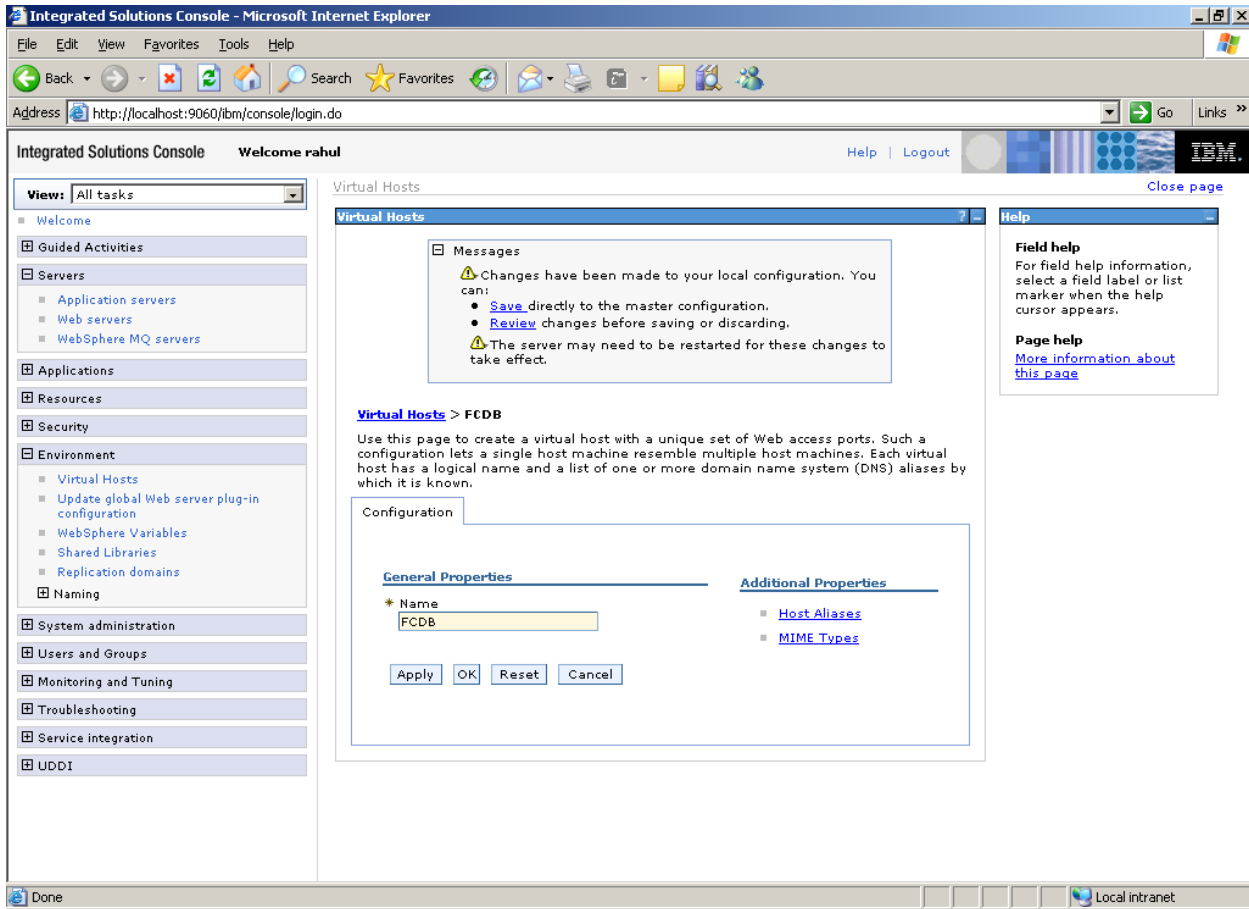 Integrated Solutions Console - Microsoft Internet Explorer
File Edit View Favorites Tools Help
Back Search Favorites
Address http://localhost:9060/ibm/console/login.do Go Links »
Integrated Solutions Console Welcome rahul Help | Logout IBM.
View: All tasks
Welcome
Guided Activities
Servers
Application servers
Web servers
WebSphere MQ servers
Applications
Resources
Security
Environment
Virtual Hosts
Update global Web server plug-in
configuration
WebSphere Variables
Shared Libraries
Replication domains
Naming
System administration
Users and Groups
Monitoring and Tuning
Troubleshooting
Service integration
UDDI
Virtual Hosts Close page
Virtual Hosts ? -
Messages
Changes have been made to your local configuration. You
can:
Save directly to the master configuration.
Review changes before saving or discarding.
The server may need to be restarted for these changes to
take effect.
Virtual Hosts > FCDB
Use this page to create a virtual host with a unique set of Web access ports. Such a
configuration lets a single host machine resemble multiple host machines. Each virtual
host has a logical name and a list of one or more domain name system (DNS) aliases by
which it is known.
Configuration
General Properties
* Name
FCDB
Apply OK Reset Cancel
Additional Properties
Host Aliases
MIME Types
Help -
Field help
For field help information,
select a field label or list
marker when the help
cursor appears.
Page help
More information about
this page
Done Local intranet